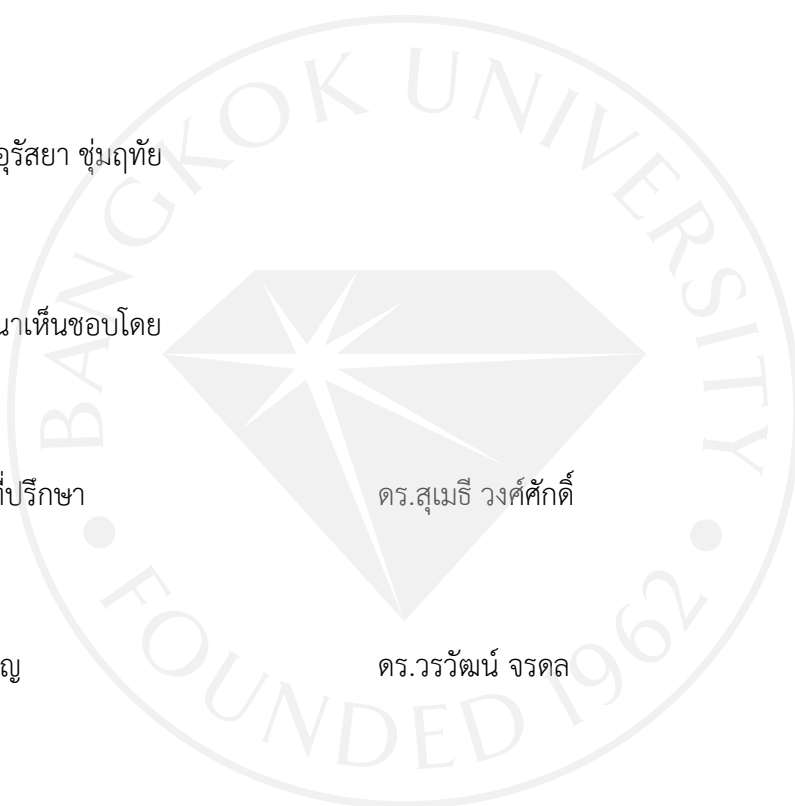 อุรัสยา ชุ่มฤทัย
นาเห็นชอบโดย
ที่ปรึกษา ดร.สุเมธี วงศ์ศักดิ์
ญ ดร.วรวัฒน์ จรดล
BANGKOK UNIVERSITY
FOUNDED 1962